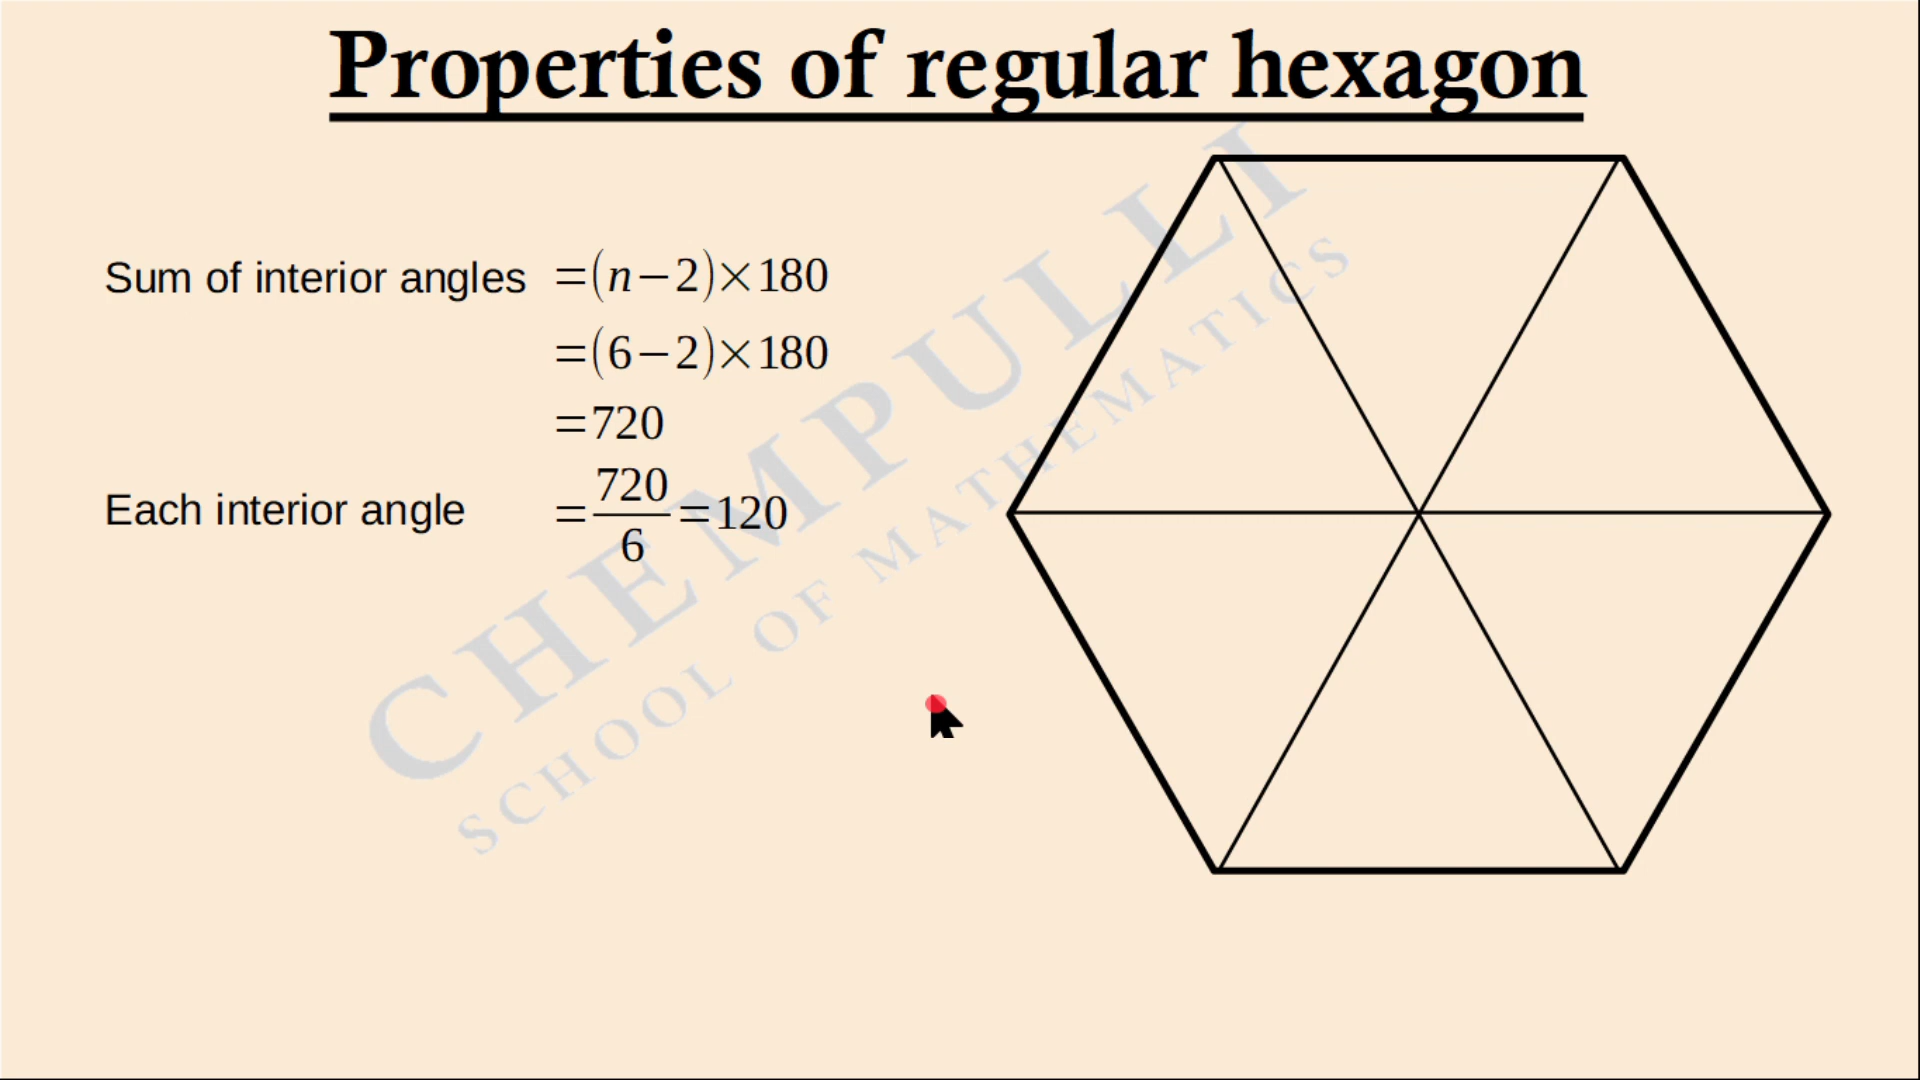 Properties of regular hexagon
Sum of interior angles =(n−2)×180
=(6−2)×180
=720
Each interior angle =720/6=120
CHEMPULLI
SCHOOL OF MATHEMATICS